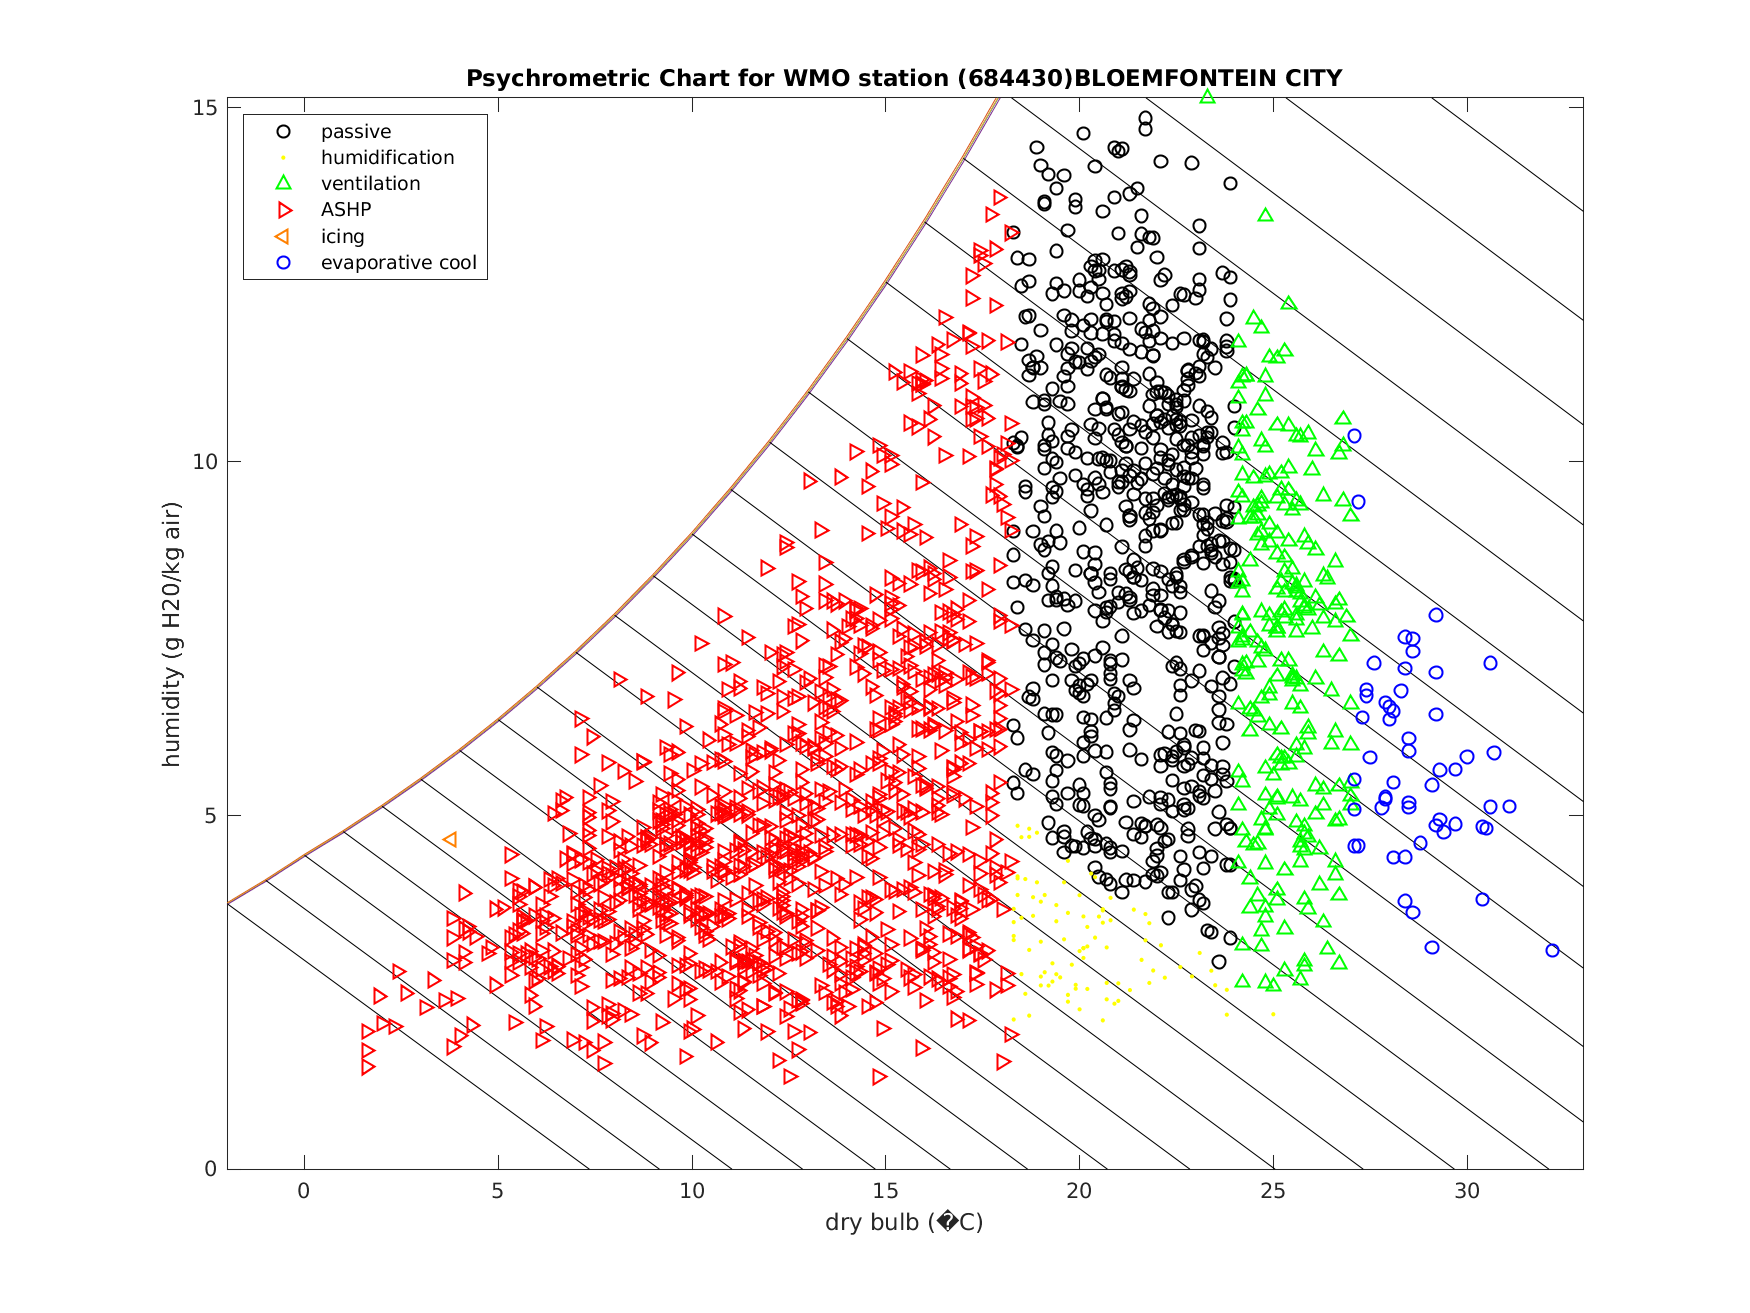 Psychrometric Chart for WMO station (684430)BLOEMFONTEIN CITY
passive
humidification
ventilation
ASHP
icing
evaporative cool
humidity (g H20/kg air)
15
10
5
0
0 5 10 15 20 25 30
dry bulb (�C)